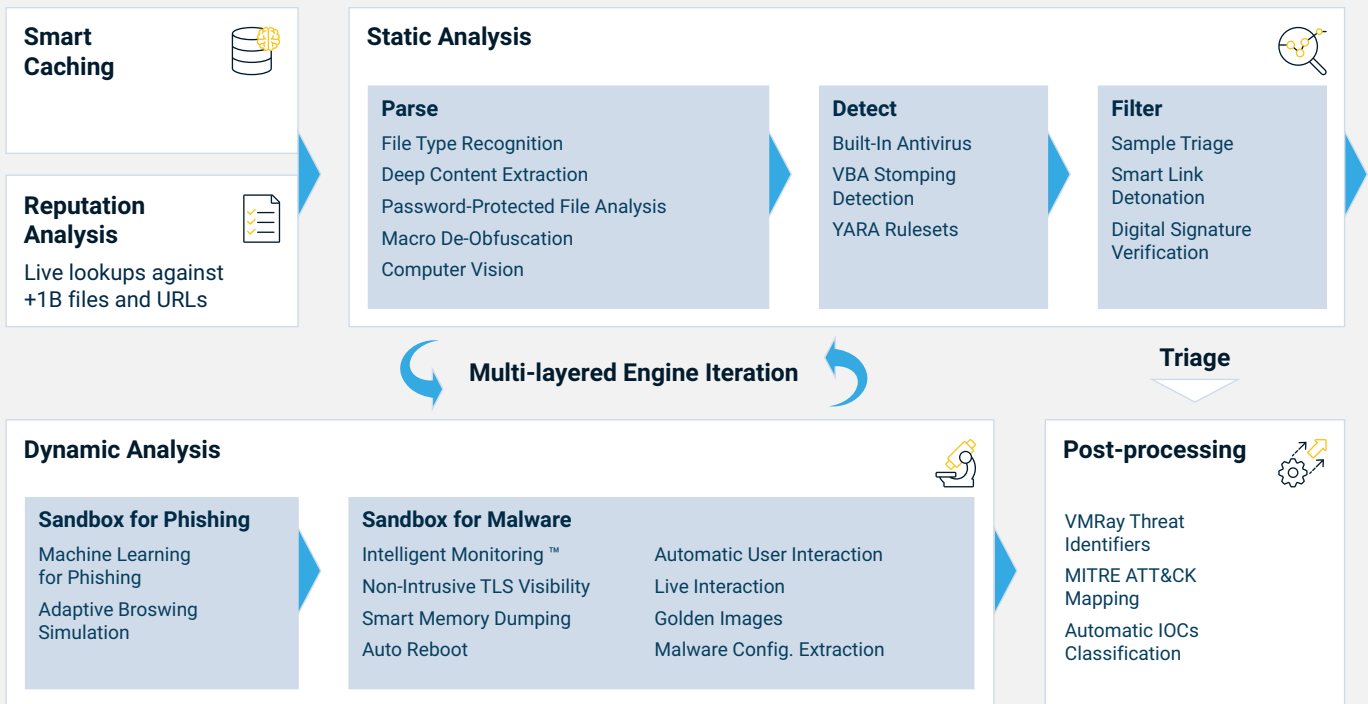 Smart
Caching
Reputation
Analysis
Live lookups against
+1B files and URLs
Static Analysis
Parse
File Type Recognition
Deep Content Extraction
Password-Protected File Analysis
Macro De-Obfuscation
Computer Vision
Detect
Built-In Antivirus
VBA Stomping
Detection
YARA Rulesets
Filter
Sample Triage
Smart Link
Detonation
Digital Signature
Verification
Multi-layered Engine Iteration
Triage
Dynamic Analysis
Sandbox for Phishing
Machine Learning
for Phishing
Adaptive Broswing
Simulation
Sandbox for Malware
Intelligent Monitoring ™
Non-Intrusive TLS Visibility
Smart Memory Dumping
Auto Reboot
Automatic User Interaction
Live Interaction
Golden Images
Malware Config. Extraction
Post-processing
VMRay Threat
Identifiers
MITRE ATT&CK
Mapping
Automatic IOCs
Classification